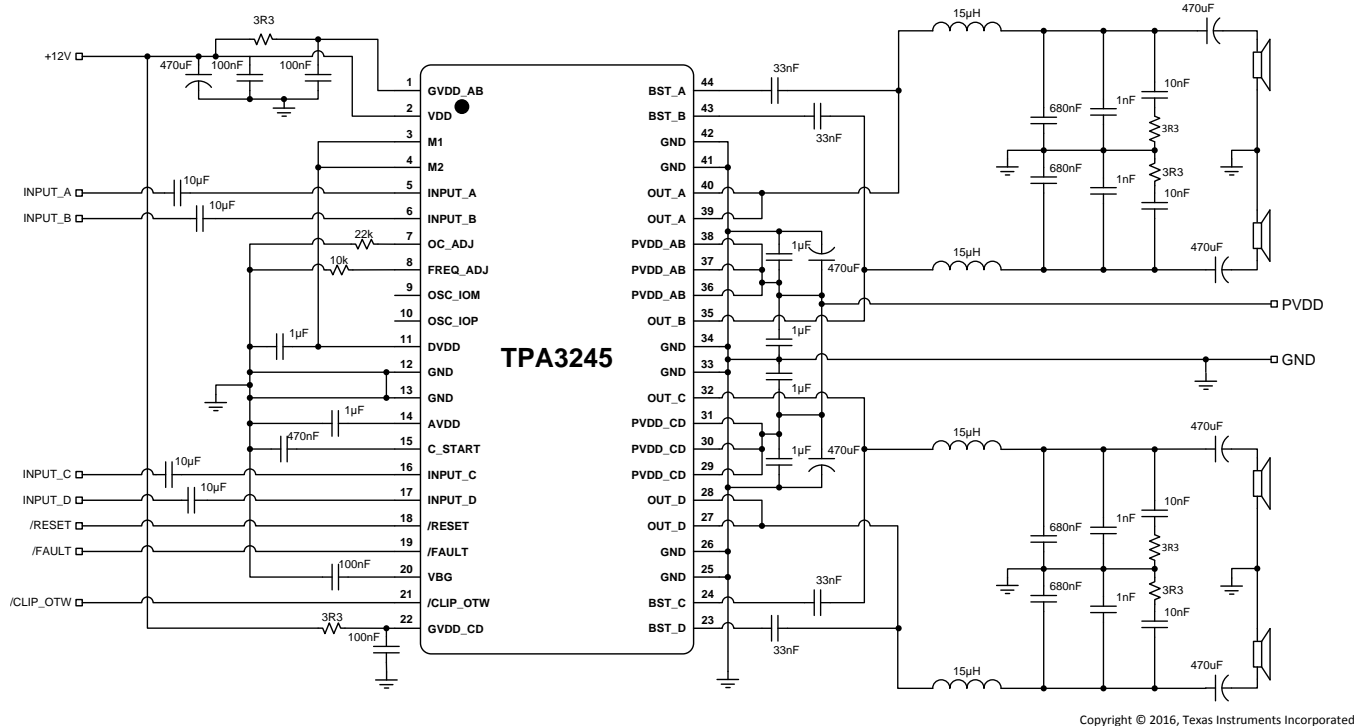 3R3
+12V
470uF
100nF
100nF
1
GVDD_AB
2
VDD
3
M1
4
M2
INPUT_A
10µF
5
INPUT_A
INPUT_B
10µF
6
INPUT_B
22k
7
OC_ADJ
10k
8
FREQ_ADJ
9
OSC_IOM
10
OSC_IOP
1µF
11
DVDD
12
GND
13
GND
1µF
14
AVDD
470nF
15
C_START
INPUT_C
10µF
16
INPUT_C
INPUT_D
10µF
17
INPUT_D
/RESET
18
/RESET
/FAULT
19
/FAULT
100nF
20
VBG
/CLIP_OTW
21
/CLIP_OTW
3R3
100nF
22
GVDD_CD
TPA3245
44
BST_A
33nF
43
BST_B
33nF
42
GND
41
GND
40
OUT_A
39
OUT_A
38
PVDD_AB
1µF
37
PVDD_AB
470uF
36
PVDD_AB
35
OUT_B
34
GND
1µF
33
GND
1µF
32
OUT_C
31
PVDD_CD
30
PVDD_CD
1µF
470uF
29
PVDD_CD
28
OUT_D
27
OUT_D
26
GND
25
GND
24
BST_C
33nF
23
BST_D
33nF
15µH
470uF
680nF
1nF
10nF
3R3
680nF
1nF
3R3
10nF
15µH
470uF
PVDD
GND
15µH
470uF
680nF
1nF
10nF
3R3
680nF
1nF
3R3
10nF
15µH
470uF
Copyright © 2016, Texas Instruments Incorporated